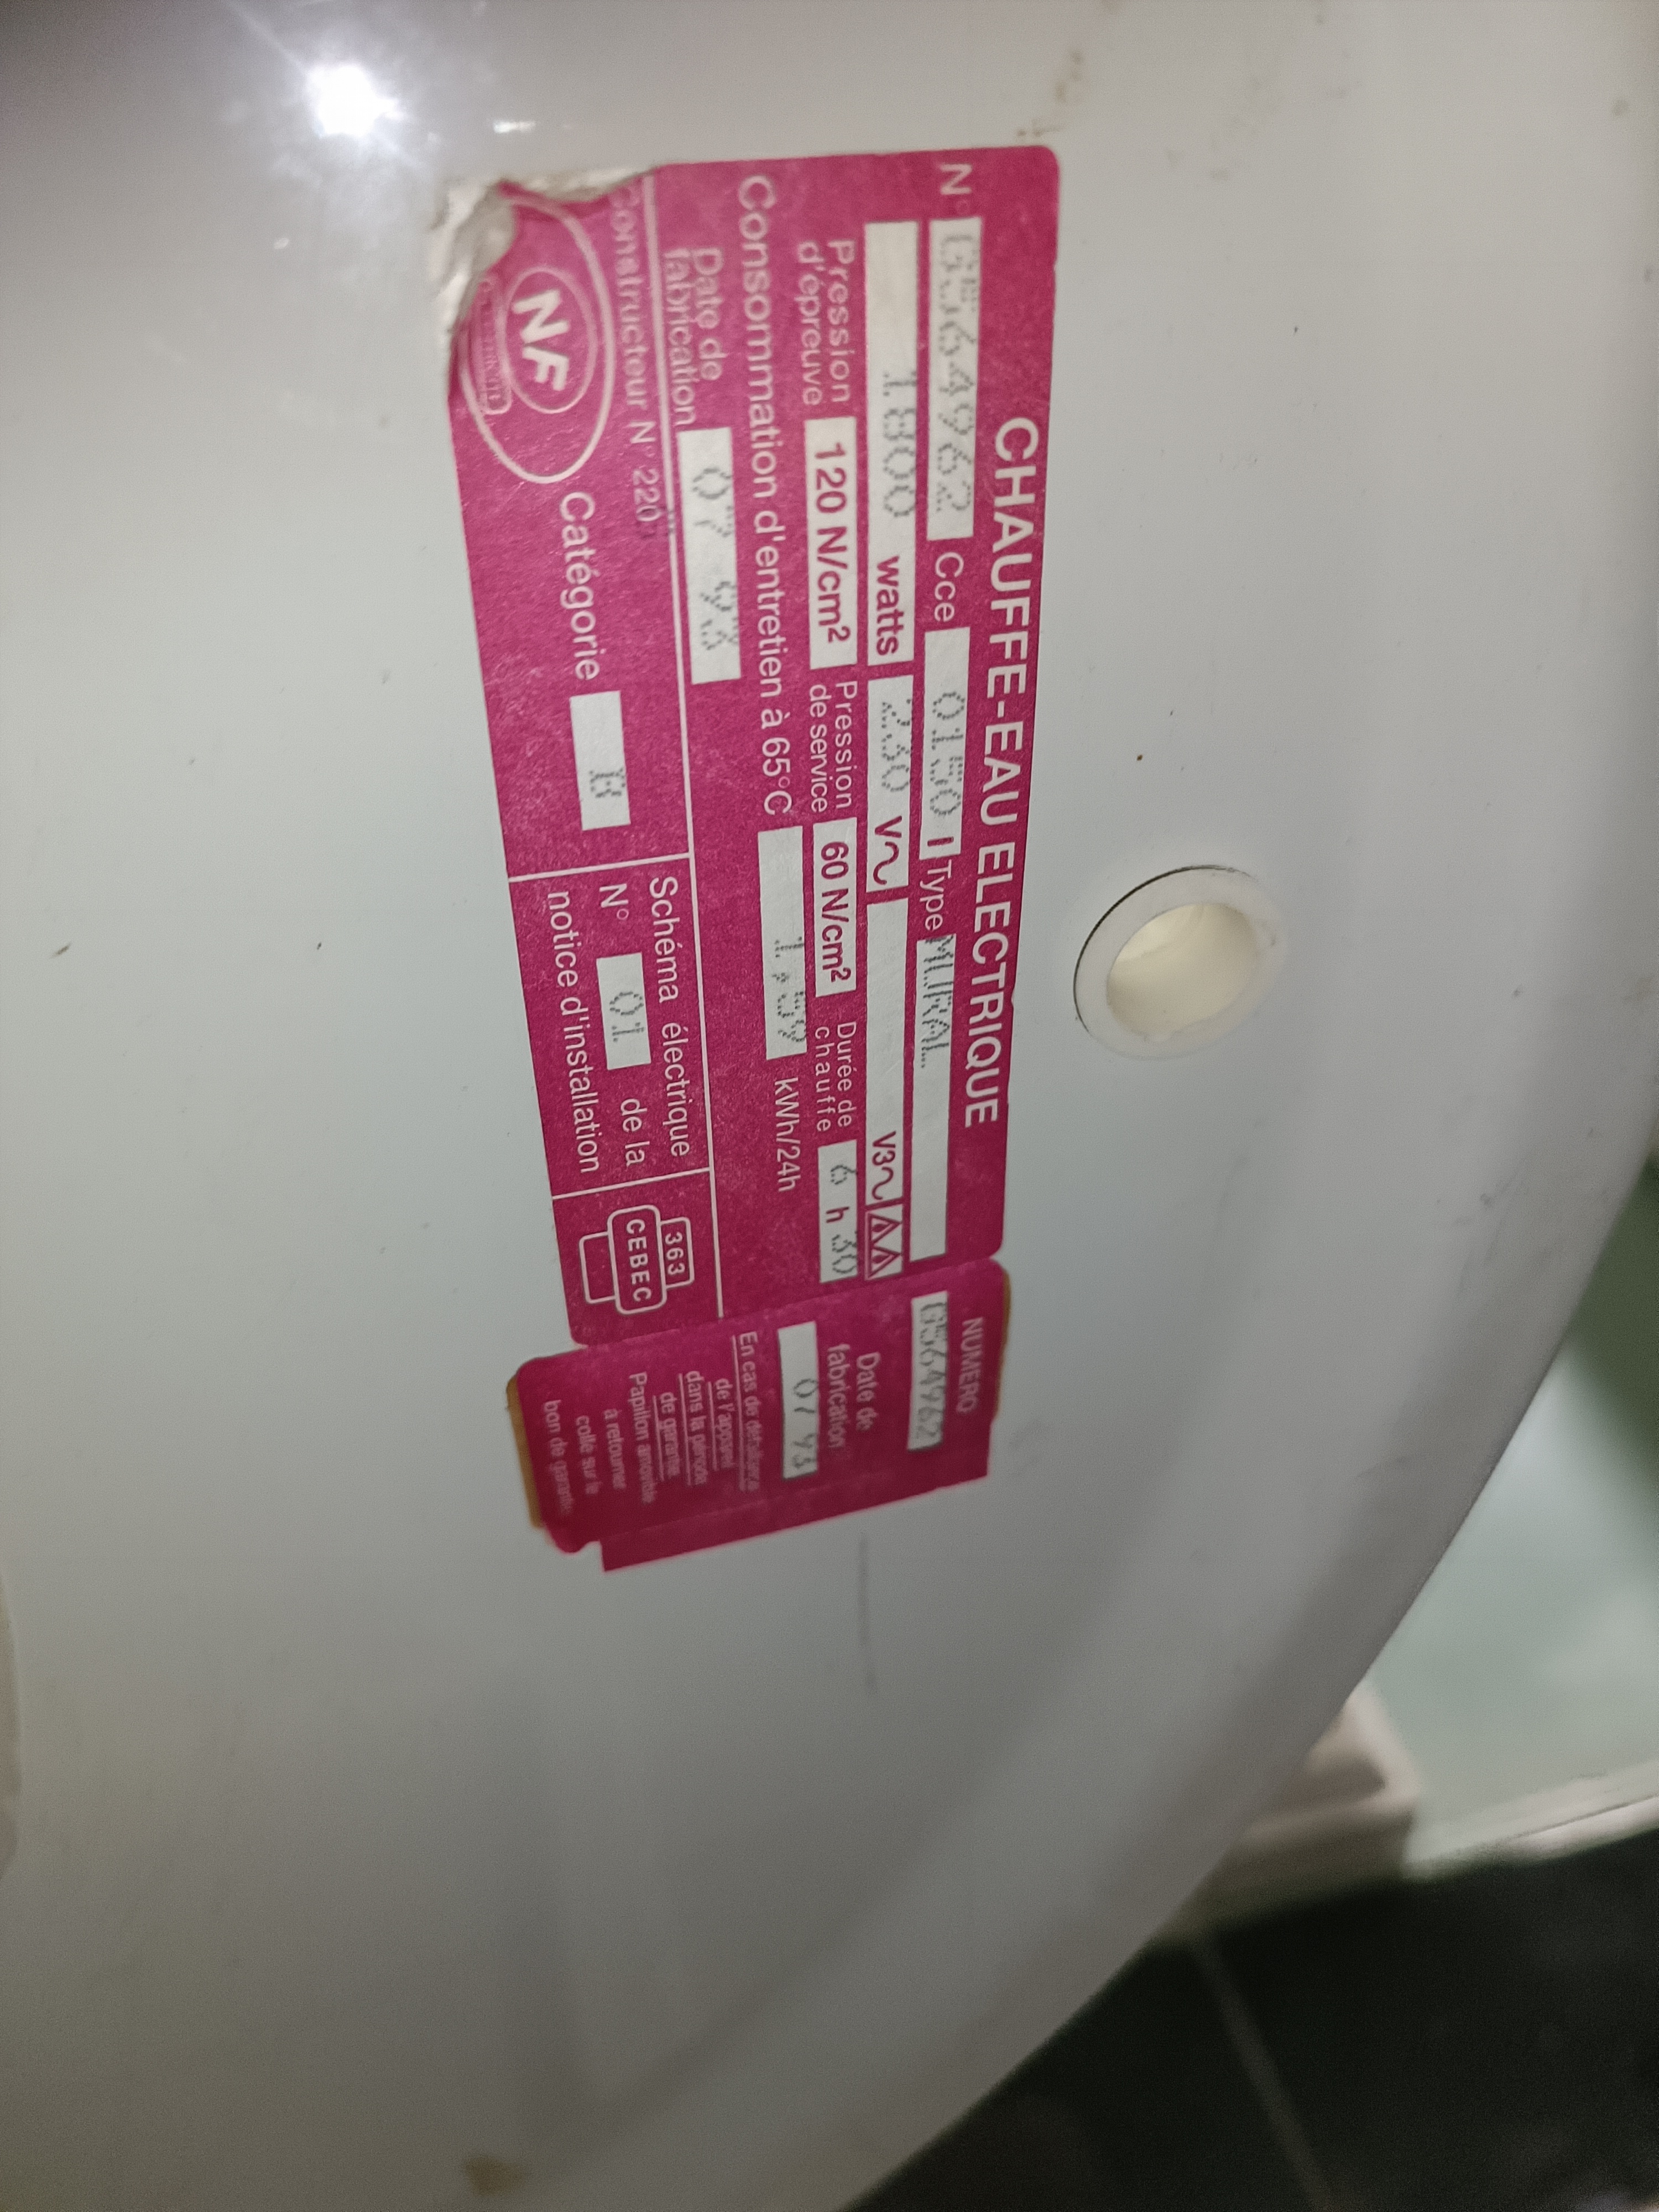 CHAUFFE-EAU ELECTRIQUE
N° G564962 Cce 0150 l Type MURAL
1800 watts 230 V~ V3~
Pression d'épreuve 120 N/cm² Pression de service 60 N/cm² Durée de chauffe 6 h 30
Consommation d'entretien à 65°C 1,59 kWh/24h
Date de fabrication 07 93
Constructeur N° 220
NF
Catégorie B
Schéma électrique
N° 01 de la
notice d'installation
363
CEBEC
NUMERO
G564962
Date de
fabrication
07 93
En cas de défaillance
de l'appareil
dans la période
de garantie
Papillon amovible
à retourner
collé sur le
bon de garantie